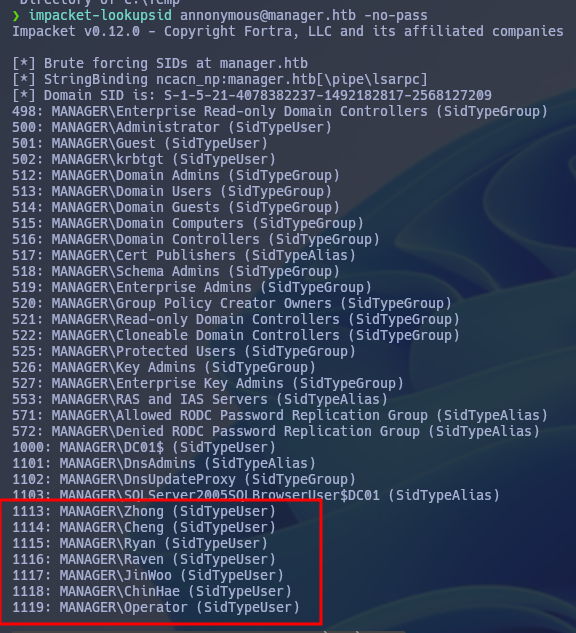 ❯ impacket-lookupsid annonymous@manager.htb -no-pass
Impacket v0.12.0 - Copyright Fortra, LLC and its affiliated companies
[*] Brute forcing SIDs at manager.htb
[*] StringBinding ncacn_np:manager.htb[\pipe\lsarpc]
[*] Domain SID is: S-1-5-21-4078382237-1492182817-2568127209
498: MANAGER\Enterprise Read-only Domain Controllers (SidTypeGroup)
500: MANAGER\Administrator (SidTypeUser)
501: MANAGER\Guest (SidTypeUser)
502: MANAGER\krbtgt (SidTypeUser)
512: MANAGER\Domain Admins (SidTypeGroup)
513: MANAGER\Domain Users (SidTypeGroup)
514: MANAGER\Domain Guests (SidTypeGroup)
515: MANAGER\Domain Computers (SidTypeGroup)
516: MANAGER\Domain Controllers (SidTypeGroup)
517: MANAGER\Cert Publishers (SidTypeAlias)
518: MANAGER\Schema Admins (SidTypeGroup)
519: MANAGER\Enterprise Admins (SidTypeGroup)
520: MANAGER\Group Policy Creator Owners (SidTypeGroup)
521: MANAGER\Read-only Domain Controllers (SidTypeGroup)
522: MANAGER\Cloneable Domain Controllers (SidTypeGroup)
525: MANAGER\Protected Users (SidTypeGroup)
526: MANAGER\Key Admins (SidTypeGroup)
527: MANAGER\Enterprise Key Admins (SidTypeGroup)
553: MANAGER\RAS and IAS Servers (SidTypeAlias)
571: MANAGER\Allowed RODC Password Replication Group (SidTypeAlias)
572: MANAGER\Denied RODC Password Replication Group (SidTypeAlias)
1000: MANAGER\DC01$ (SidTypeUser)
1101: MANAGER\DnsAdmins (SidTypeAlias)
1102: MANAGER\DnsUpdateProxy (SidTypeGroup)
1103: MANAGER\SQLServer2005SQLBrowserUser$DC01 (SidTypeAlias)
1113: MANAGER\Zhong (SidTypeUser)
1114: MANAGER\Cheng (SidTypeUser)
1115: MANAGER\Ryan (SidTypeUser)
1116: MANAGER\Raven (SidTypeUser)
1117: MANAGER\JinWoo (SidTypeUser)
1118: MANAGER\ChinHae (SidTypeUser)
1119: MANAGER\Operator (SidTypeUser)